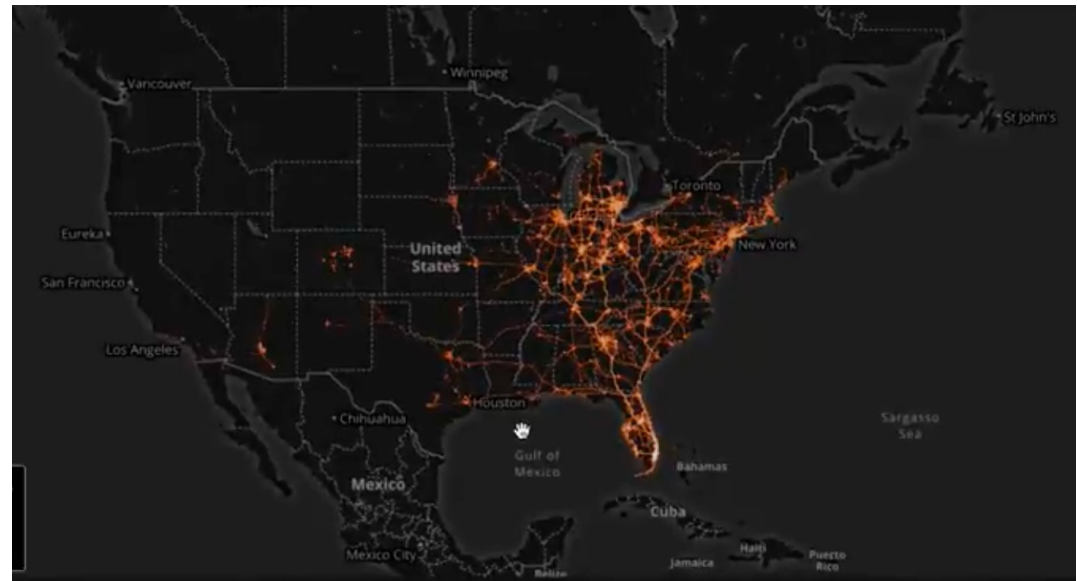 Winnipeg
Vancouver
St John's
Toronto
Eureka
New York
United
States
San Francisco
Los Angeles
Houston
Chihuahua
Sargasso
Sea
Gulf of
Mexico
Bahamas
Mexico
Cuba
Mexico City
Haiti
Puerto
Rico
Jamaica
Belize